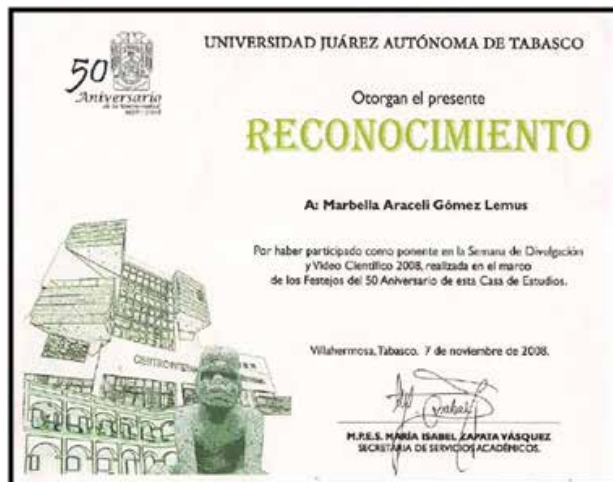 UNIVERSIDAD JUÁREZ AUTÓNOMA DE TABASCO
50
Aniversario
Otorgan el presente
RECONOCIMIENTO
A: Marbella Araceli Gómez Lemus
Por haber participado como ponente en la Semana de Divulgación
y Video Científico 2008, realizada en el marco
de los Festejos del 50 Aniversario de esta Casa de Estudios.
Villahermosa, Tabasco. 7 de noviembre de 2008.
M.P.E.S. MARÍA ISABEL ZAPATA VÁSQUEZ
SECRETARIA DE SERVICIOS ACADÉMICOS.